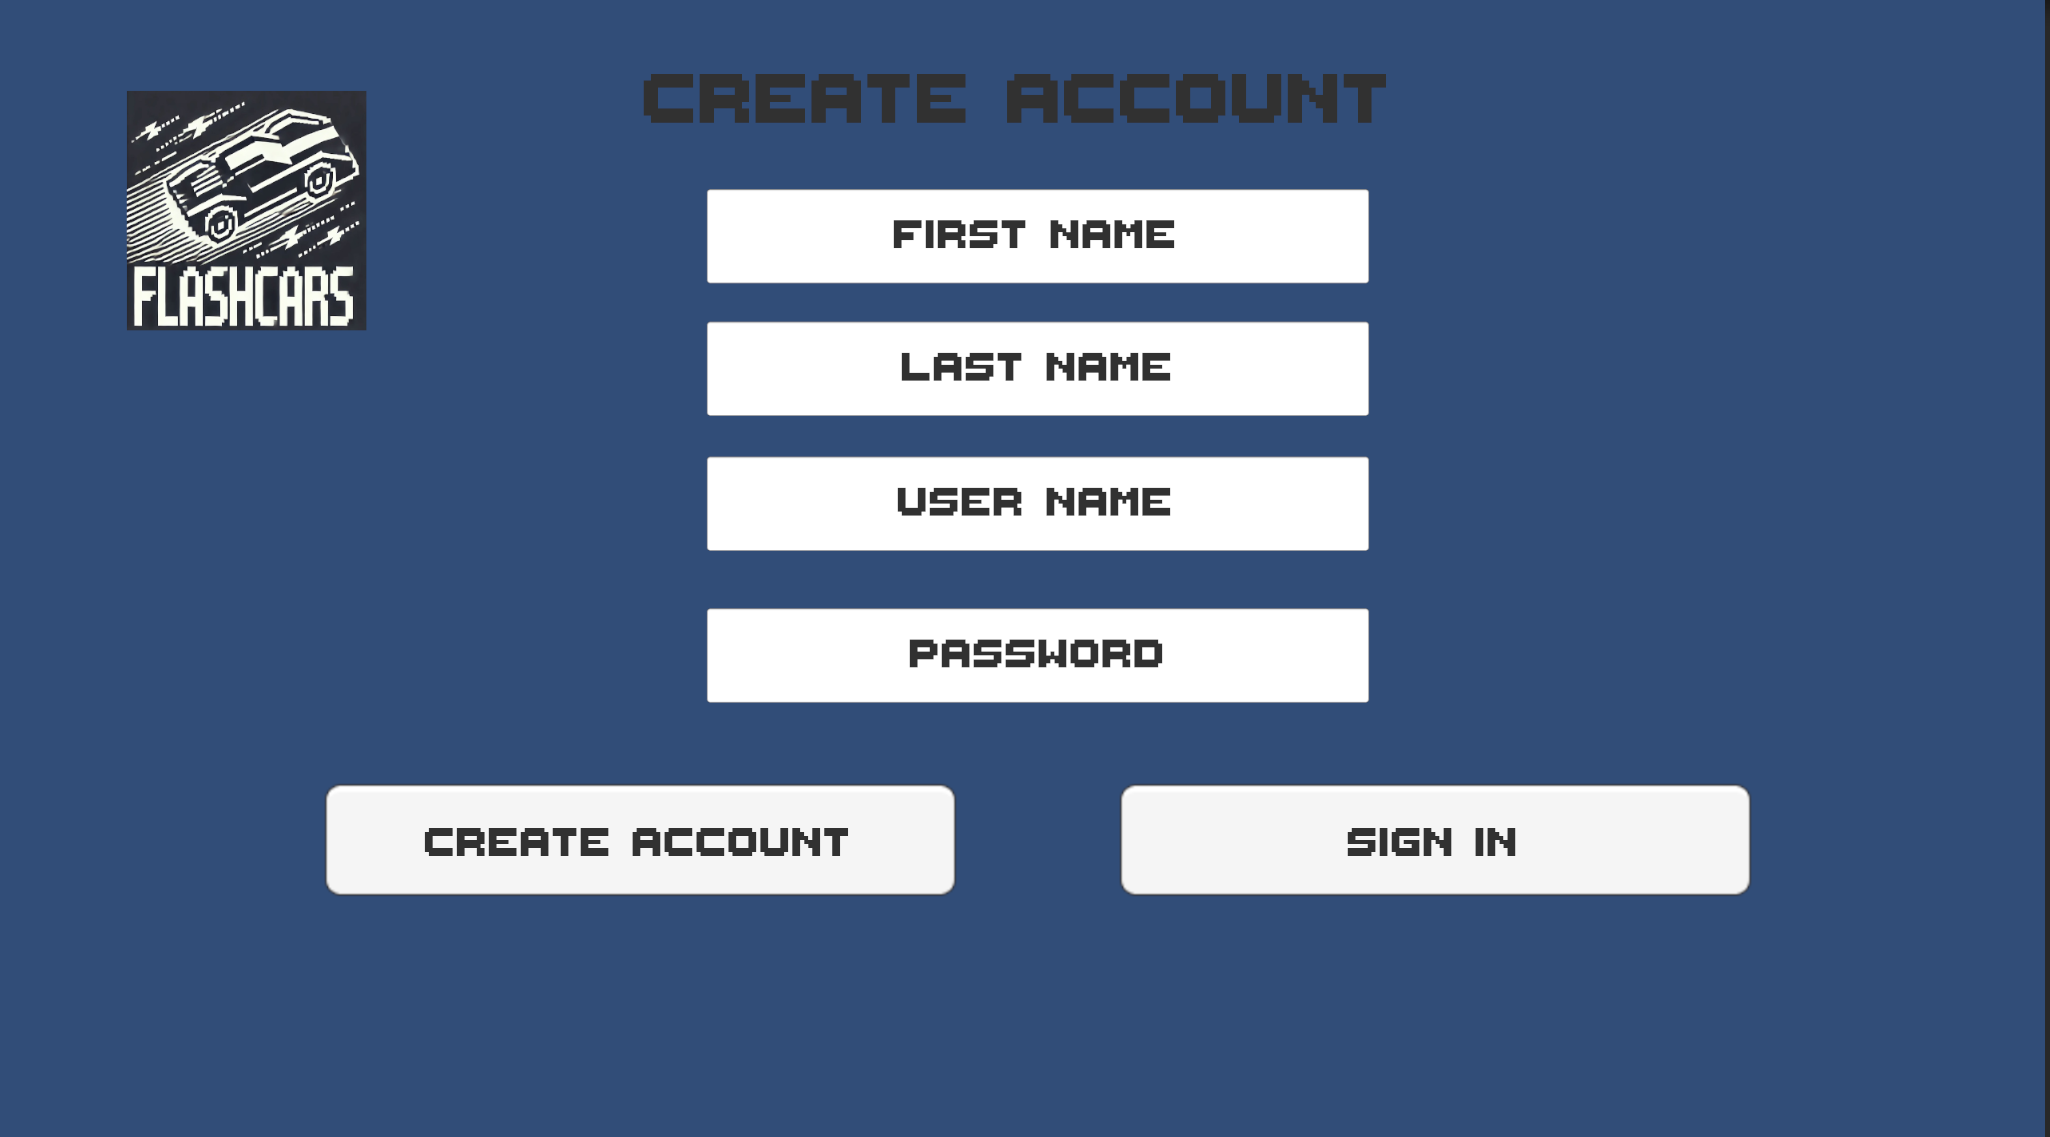 CREATE ACCOUNT
FLASHCARS
FIRST NAME
LAST NAME
USER NAME
PASSWORD
CREATE ACCOUNT
SIGN IN